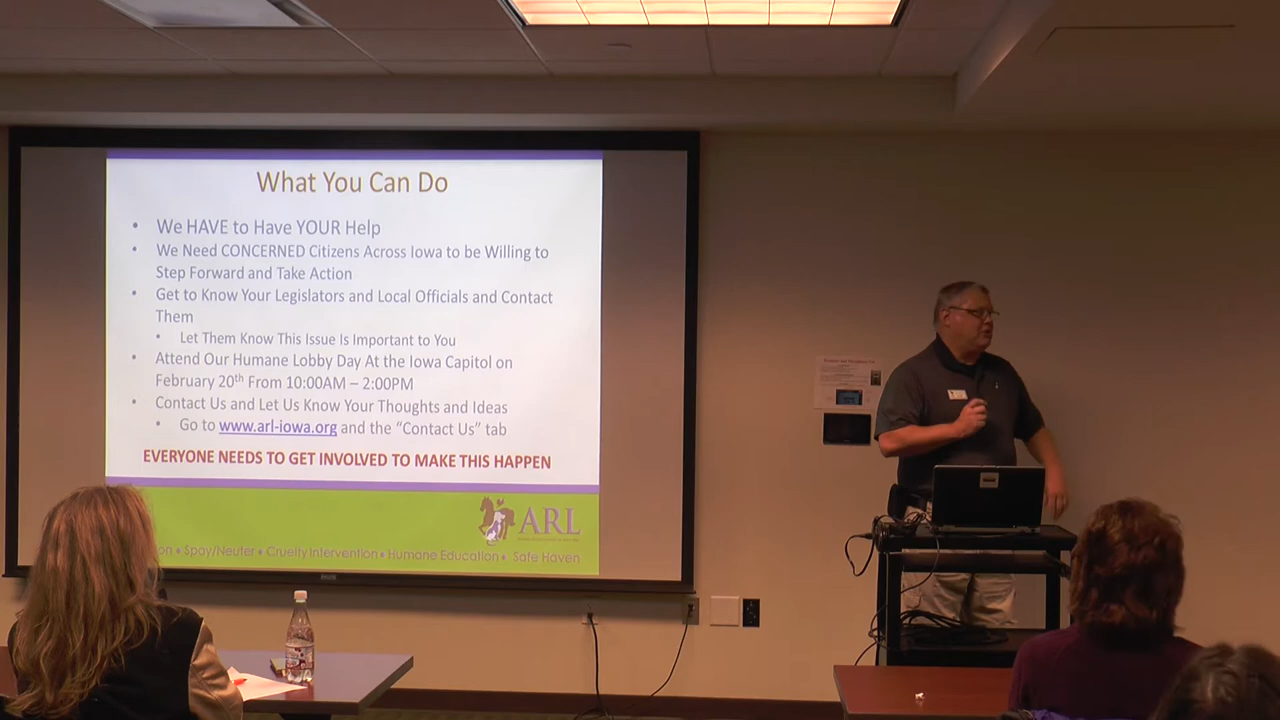 What You Can Do
• We HAVE to Have YOUR Help
• We Need CONCERNED Citizens Across Iowa to be Willing to
Step Forward and Take Action
• Get to Know Your Legislators and Local Officials and Contact
Them
• Let Them Know This Issue Is Important to You
• Attend Our Humane Lobby Day At the Iowa Capitol on
February 20th From 10:00AM – 2:00PM
• Contact Us and Let Us Know Your Thoughts and Ideas
• Go to www.arl-iowa.org and the “Contact Us” tab
EVERYONE NEEDS TO GET INVOLVED TO MAKE THIS HAPPEN
ARL
on • Spay/Neuter • Cruelty Intervention • Humane Education • Safe Haven